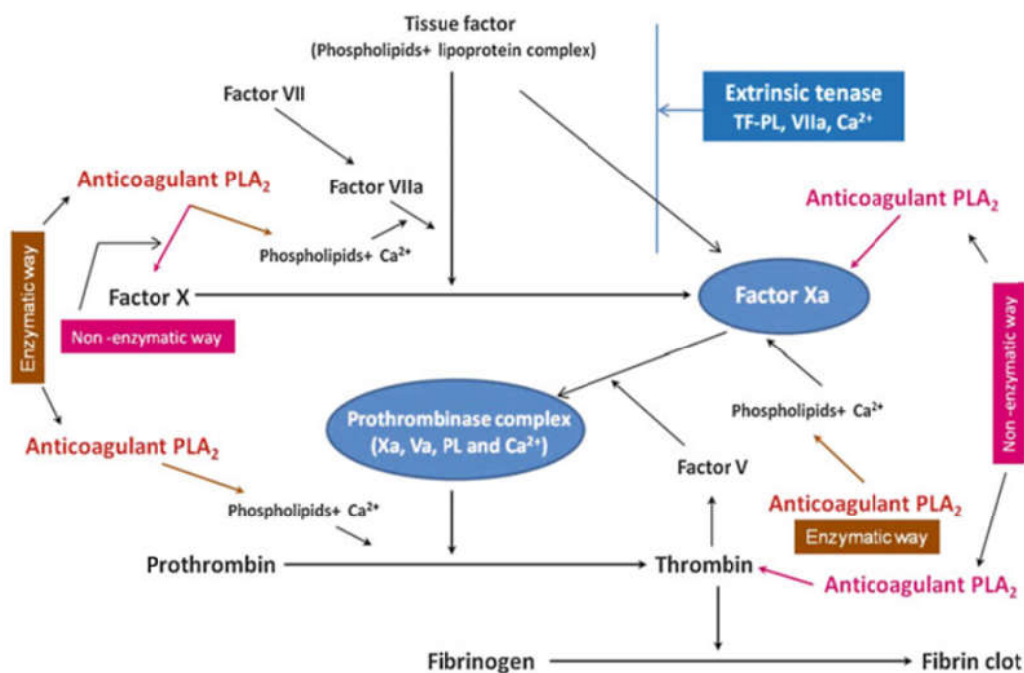 Tissue factor
(Phospholipids+ lipoprotein complex)
Extrinsic tenase
TF-PL, VIIa, Ca²⁺
Factor VII
Anticoagulant PLA₂
Factor VIIa
Anticoagulant PLA₂
Phospholipids+ Ca²⁺
Enzymatic way
Factor X
Factor Xa
Non -enzymatic way
Non -enzymatic way
Prothrombinase complex
(Xa, Va, PL and Ca²⁺)
Phospholipids+ Ca²⁺
Anticoagulant PLA₂
Factor V
Phospholipids+ Ca²⁺
Anticoagulant PLA₂
Enzymatic way
Prothrombin
Thrombin
Anticoagulant PLA₂
Fibrinogen
Fibrin clot